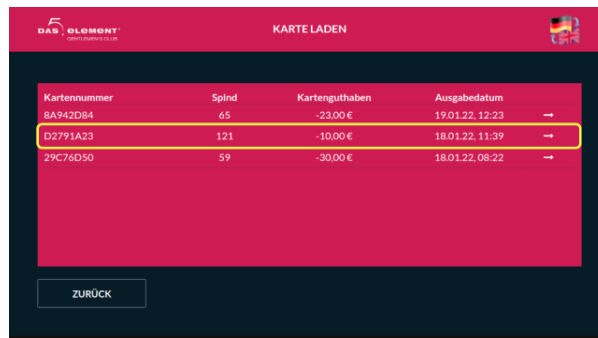 5
DAS element
GENTLEMEN'S CLUB
KARTE LADEN
Kartennummer Spind Kartenguthaben Ausgabedatum
8A942D84 65 -23,00 € 19.01.22, 12:23 →
D2791A23 121 -10,00 € 18.01.22, 11:39 →
29C76D50 59 -30,00 € 18.01.22, 08:22 →
ZURÜCK